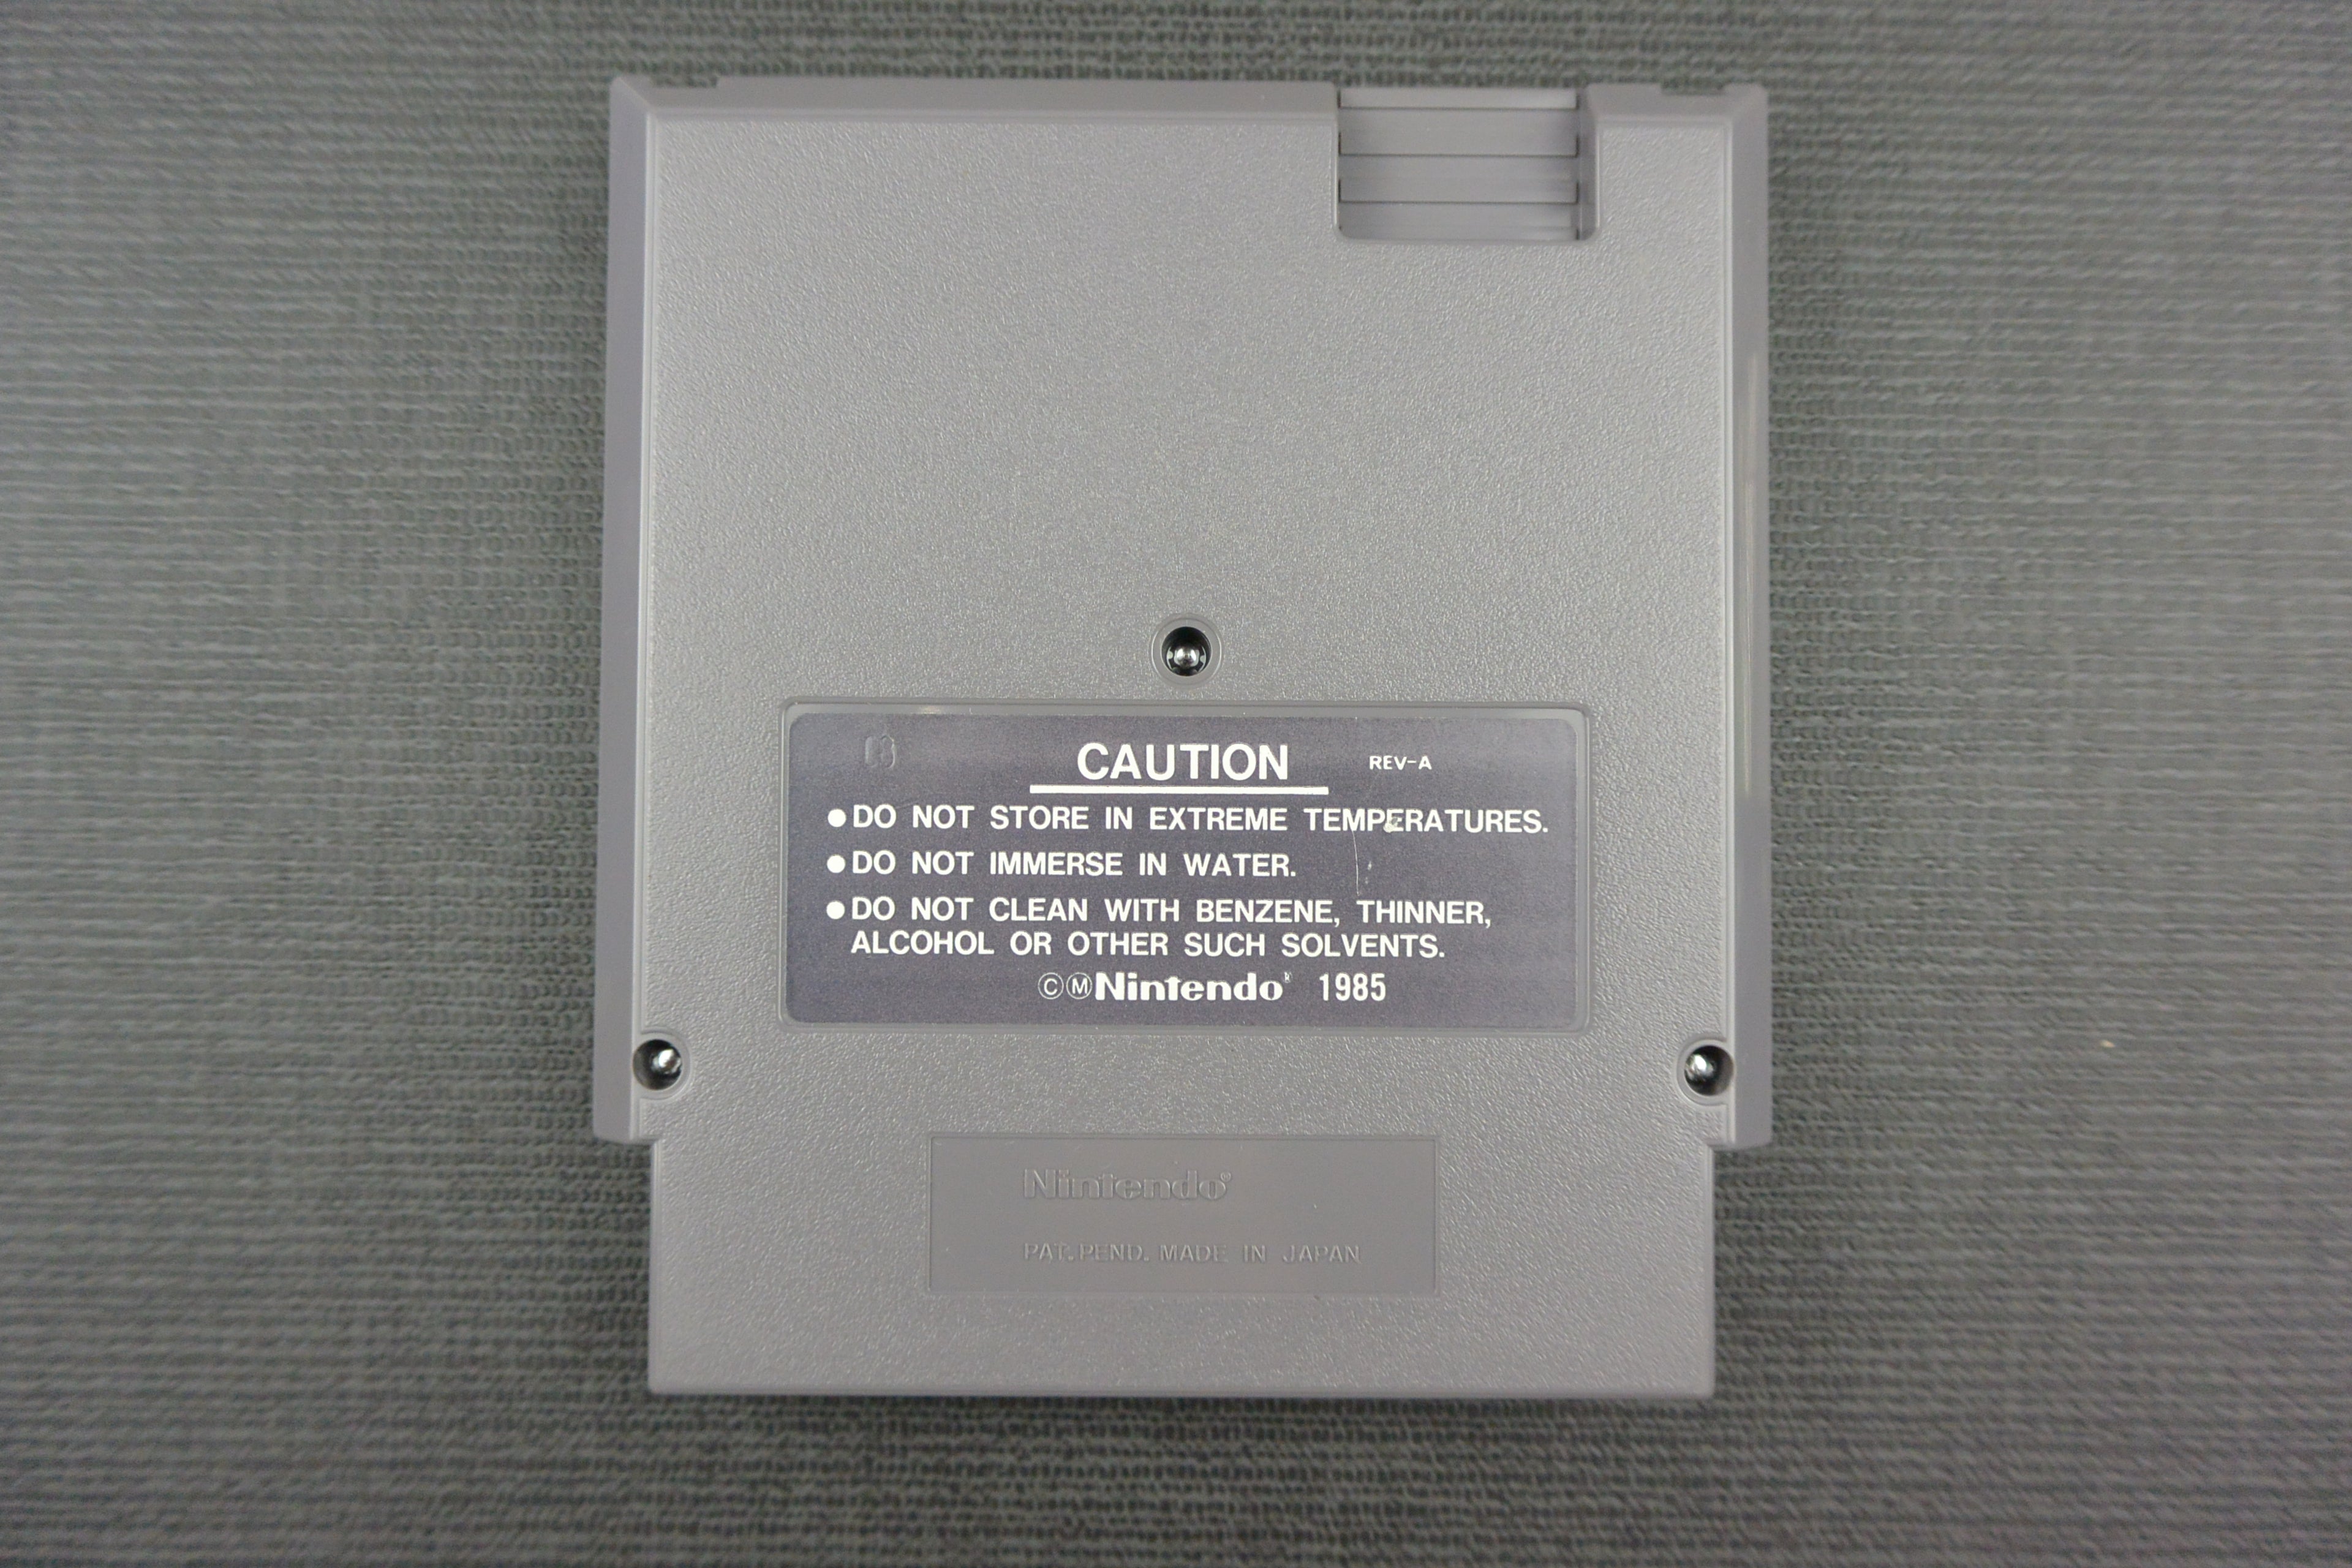 CAUTION REV-A
●DO NOT STORE IN EXTREME TEMPERATURES.
●DO NOT IMMERSE IN WATER.
●DO NOT CLEAN WITH BENZENE, THINNER,
ALCOHOL OR OTHER SUCH SOLVENTS.
©ⓂNintendo® 1985
Nintendo®
PAT.PEND. MADE IN JAPAN